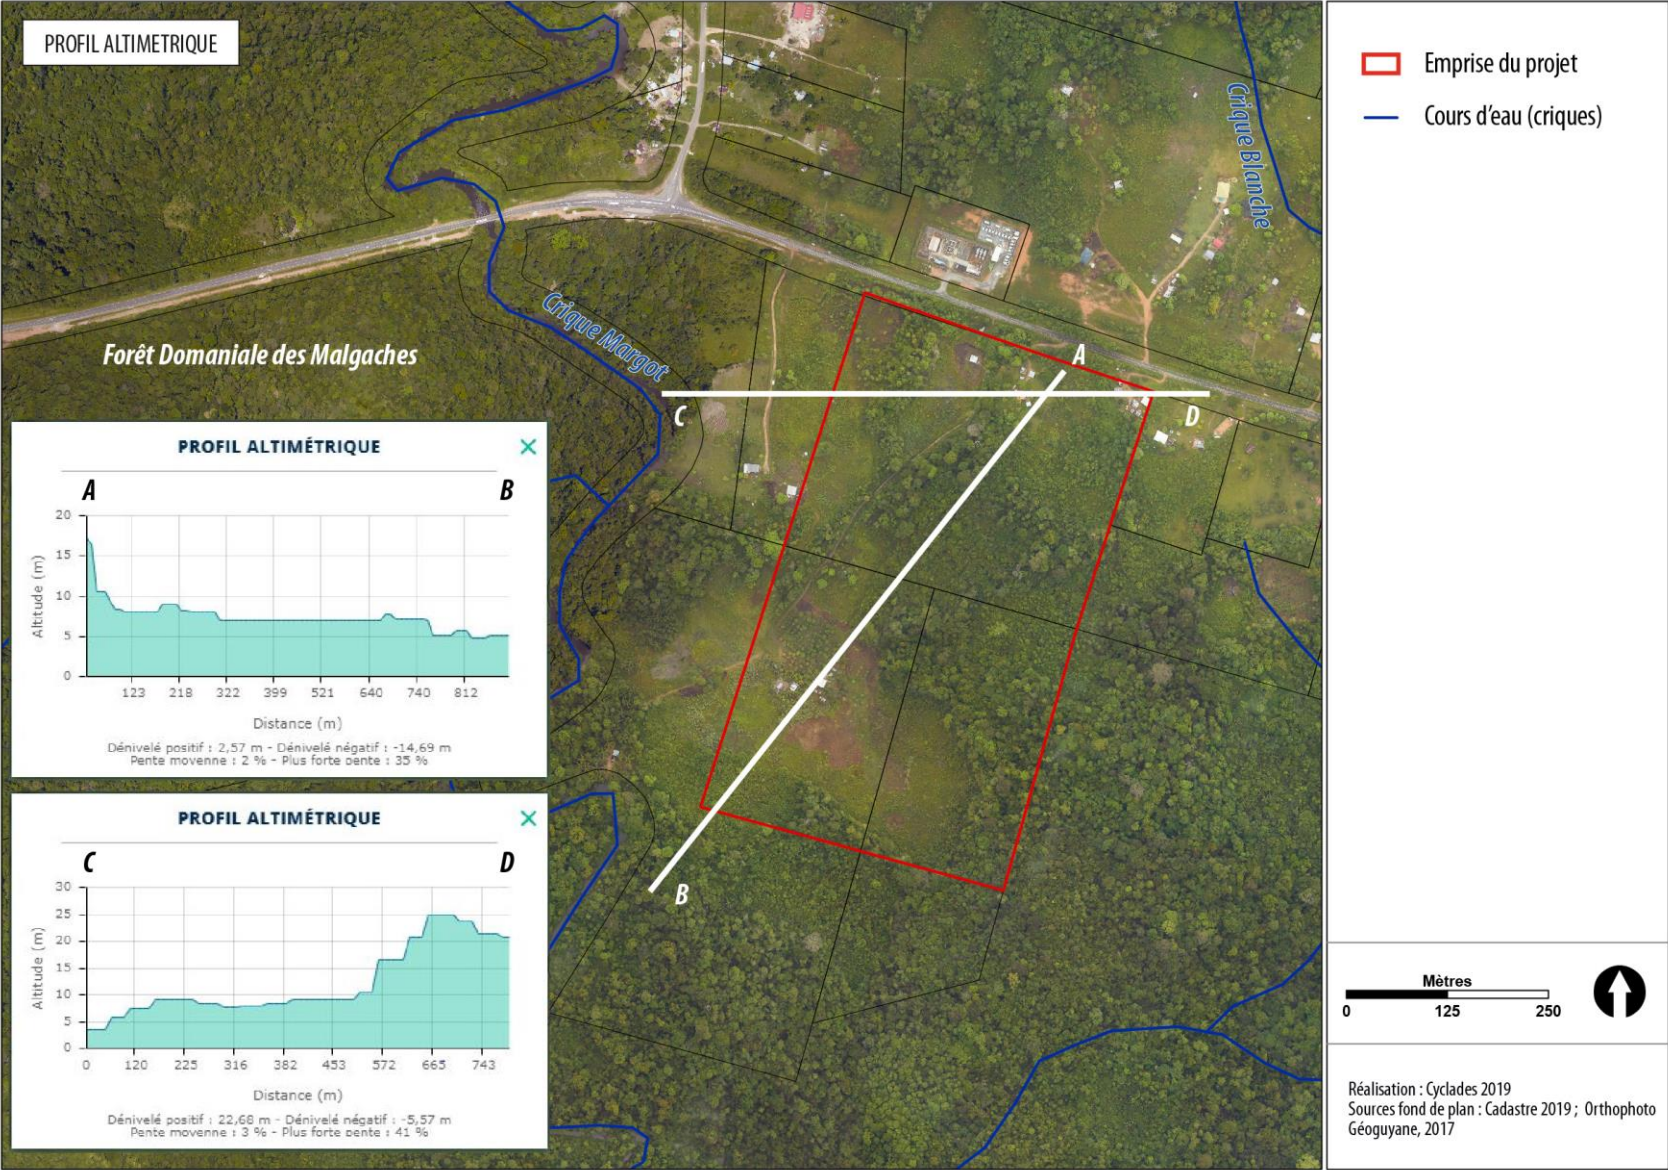 PROFIL ALTIMETRIQUE
Emprise du projet
Cours d'eau (criques)
Crique Blanche
Crique Margot
Forêt Domaniale des Malgaches
A
C
D
B
PROFIL ALTIMÉTRIQUE ✕
A B
20
15
10
5
0
Altitude (m)
123 218 322 399 521 640 740 812
Distance (m)
Dénivelé positif : 2,57 m - Dénivelé négatif : -14,69 m
Pente moyenne : 2 % - Plus forte pente : 35 %
PROFIL ALTIMÉTRIQUE ✕
C D
30
25
20
15
10
5
0
Altitude (m)
0 120 225 316 382 453 572 665 743
Distance (m)
Dénivelé positif : 22,68 m - Dénivelé négatif : -5,57 m
Pente moyenne : 3 % - Plus forte pente : 41 %
Mètres
0 125 250
Réalisation : Cyclades 2019
Sources fond de plan : Cadastre 2019 ; Orthophoto
Géoguyane, 2017